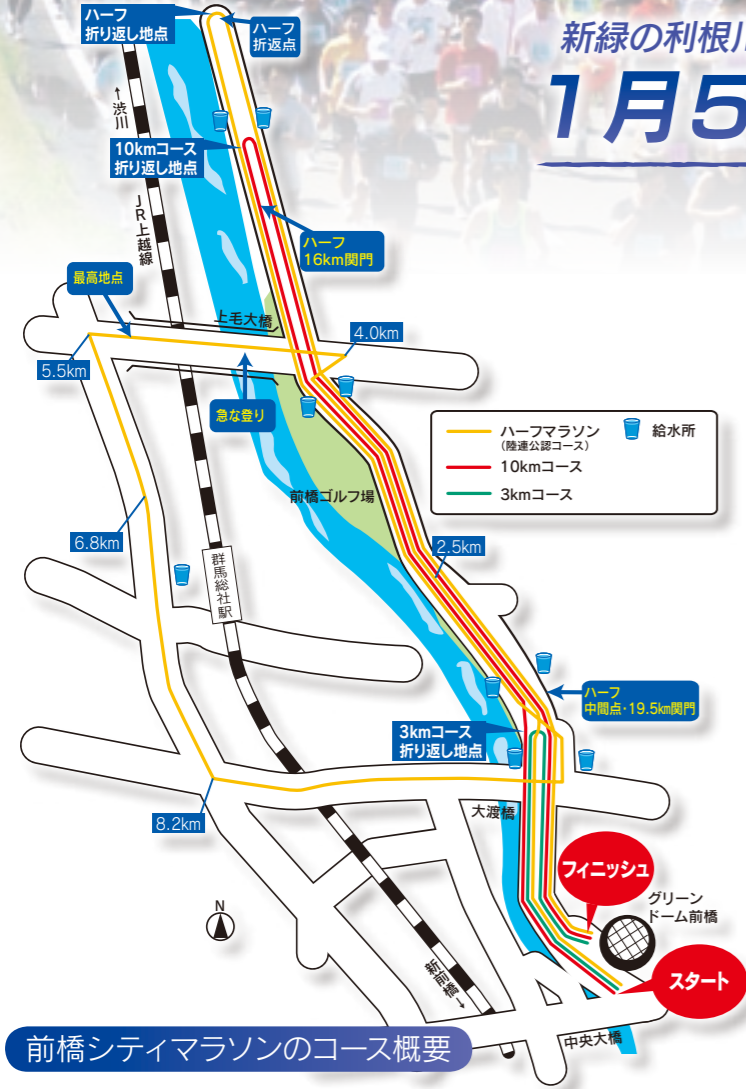 新緑の利根川
1月5
ハーフ
折り返し地点
ハーフ
折返点
↑渋川
JR上越線
10kmコース
折り返し地点
ハーフ
16km関門
最高地点
上毛大橋
4.0km
5.5km
急な登り
ハーフマラソン
(陸連公認コース)
給水所
10kmコース
3kmコース
前橋ゴルフ場
2.5km
6.8km
群馬総社駅
ハーフ
中間点・19.5km関門
3kmコース
折り返し地点
大渡橋
8.2km
フィニッシュ
グリーン
ドーム前橋
N
新前橋→
スタート
中央大橋
前橋シティマラソンのコース概要